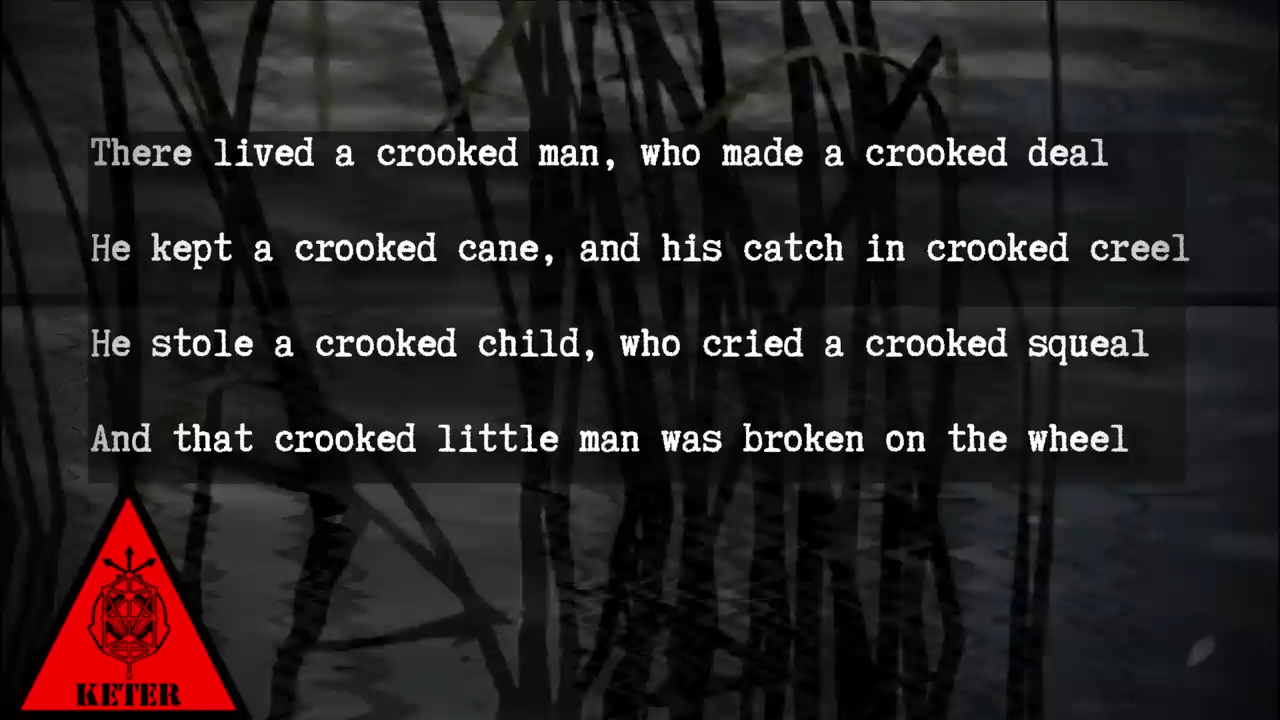 There lived a crooked man, who made a crooked deal
He kept a crooked cane, and his catch in crooked creel
He stole a crooked child, who cried a crooked squeal
And that crooked little man was broken on the wheel
KETER